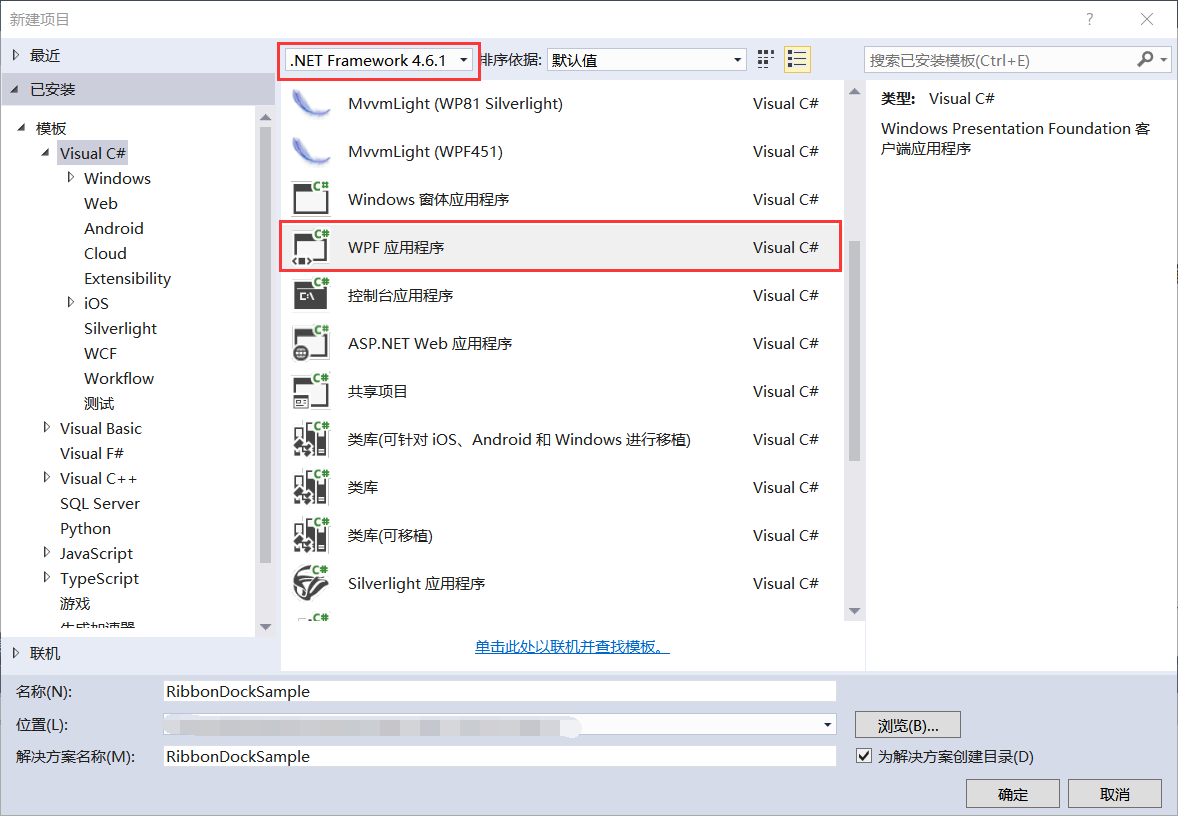 新建项目
?
最近
.NET Framework 4.6.1
排序依据:
默认值
搜索已安装模板(Ctrl+E)
已安装
模板
Visual C#
Windows
Web
Android
Cloud
Extensibility
iOS
Silverlight
WCF
Workflow
测试
Visual Basic
Visual F#
Visual C++
SQL Server
Python
JavaScript
TypeScript
游戏
生成加速器
联机
MvvmLight (WP81 Silverlight) Visual C#
MvvmLight (WPF451) Visual C#
C# Windows 窗体应用程序 Visual C#
C# WPF 应用程序 Visual C#
C# C:\ 控制台应用程序 Visual C#
C# ASP.NET Web 应用程序 Visual C#
C# 共享项目 Visual C#
C# 类库(可针对 iOS、Android 和 Windows 进行移植) Visual C#
C# 类库 Visual C#
C# 类库(可移植) Visual C#
C# Silverlight 应用程序 Visual C#
C#
单击此处以联机并查找模板。
类型: Visual C#
Windows Presentation Foundation 客
户端应用程序
名称(N): RibbonDockSample
位置(L):
浏览(B)...
解决方案名称(M): RibbonDockSample
为解决方案创建目录(D)
确定
取消